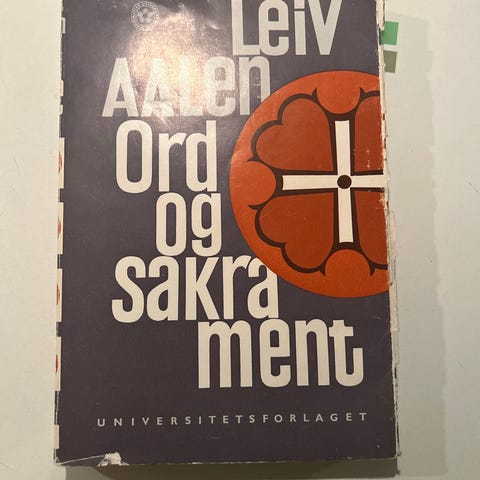 Leiv
AALen
Ord
og
sakra
ment
UNIVERSITETSFORLAGET